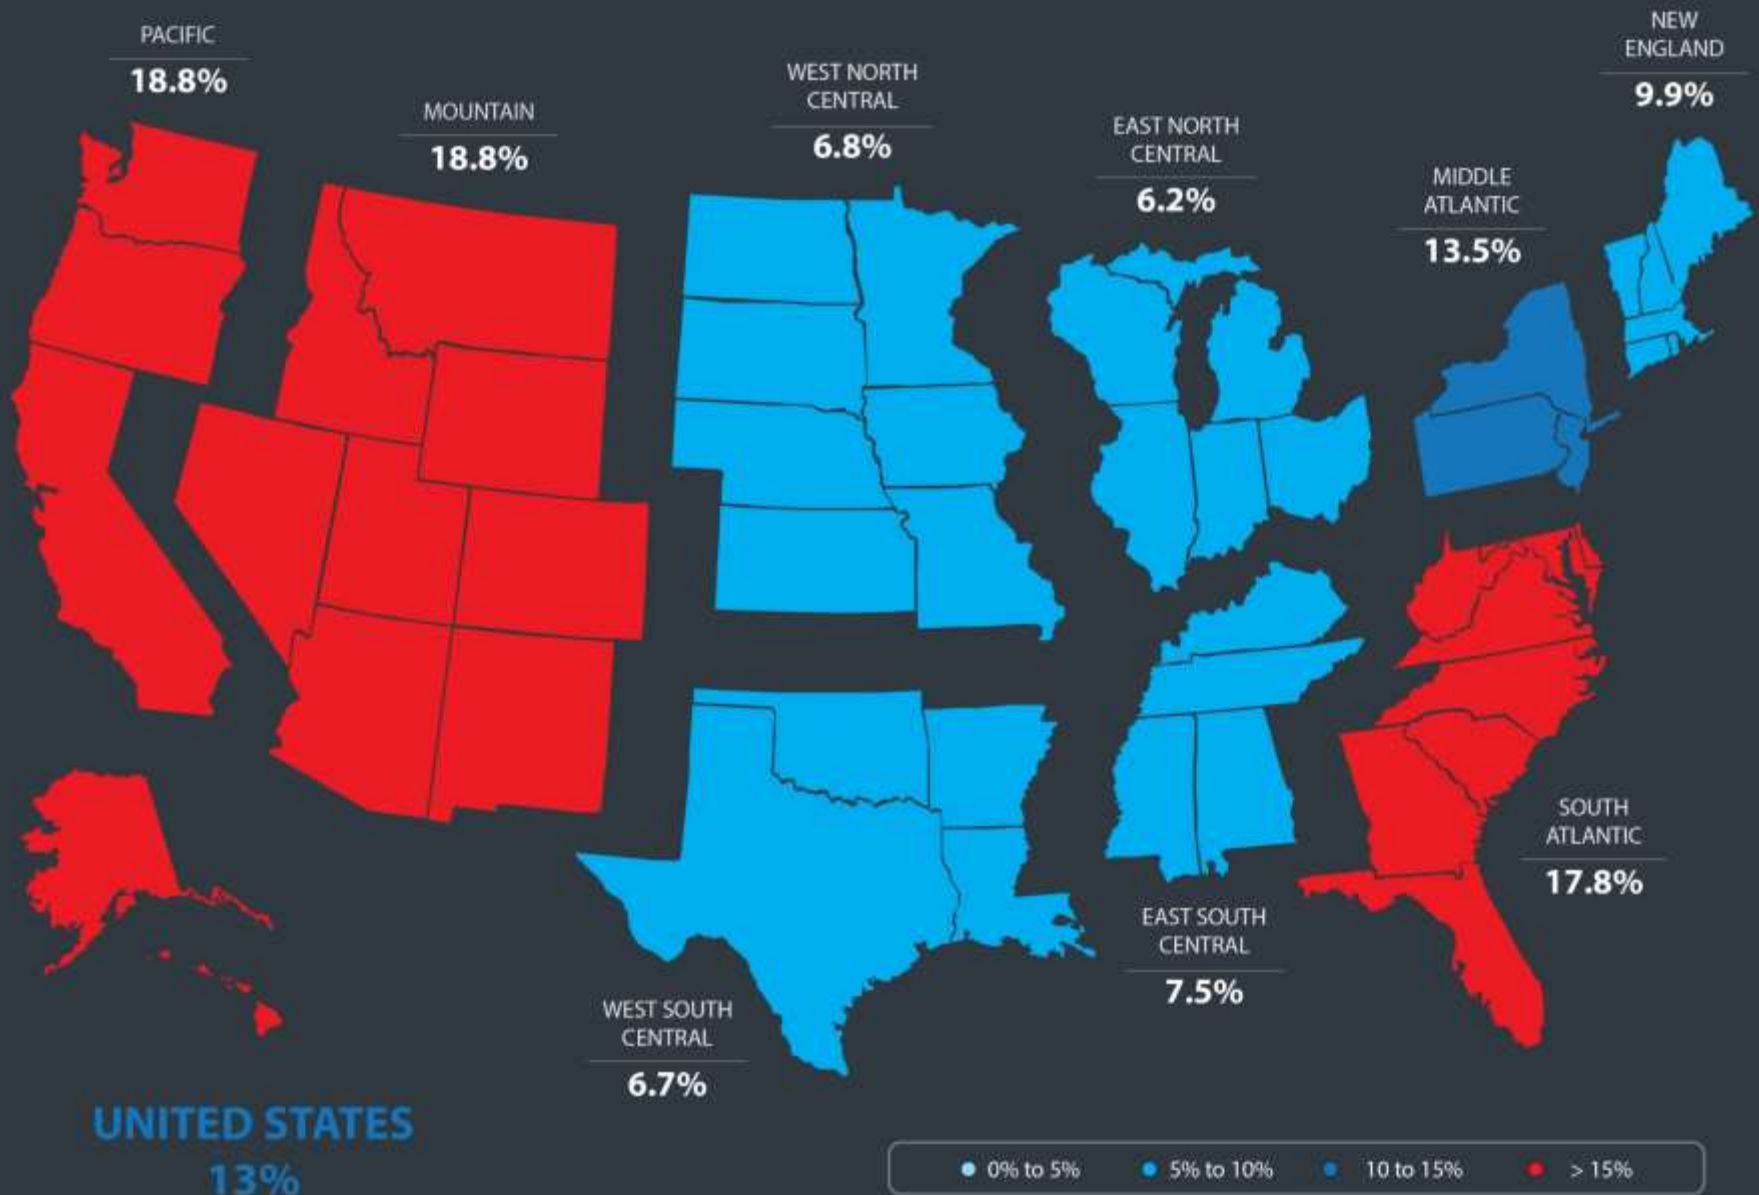 PACIFIC
18.8%
MOUNTAIN
18.8%
WEST NORTH
CENTRAL
6.8%
EAST NORTH
CENTRAL
6.2%
MIDDLE
ATLANTIC
13.5%
NEW
ENGLAND
9.9%
SOUTH
ATLANTIC
17.8%
EAST SOUTH
CENTRAL
7.5%
WEST SOUTH
CENTRAL
6.7%
UNITED STATES
13%
0% to 5%
5% to 10%
10 to 15%
> 15%